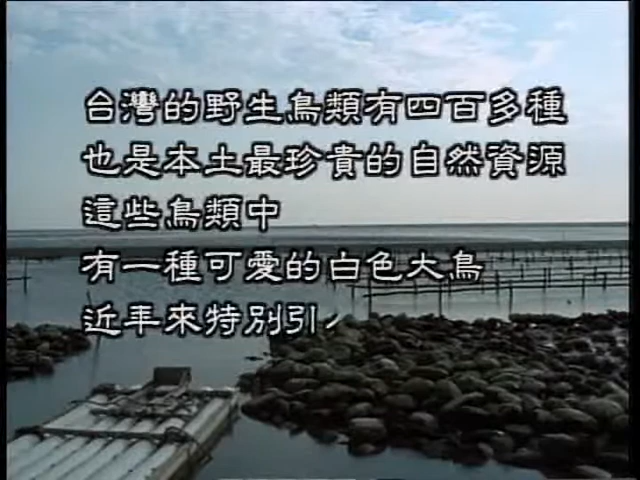 台灣的野生鳥類有四百多種
也是本土最珍貴的自然資源
這些鳥類中
有一種可愛的白色大鳥
近年來特別引